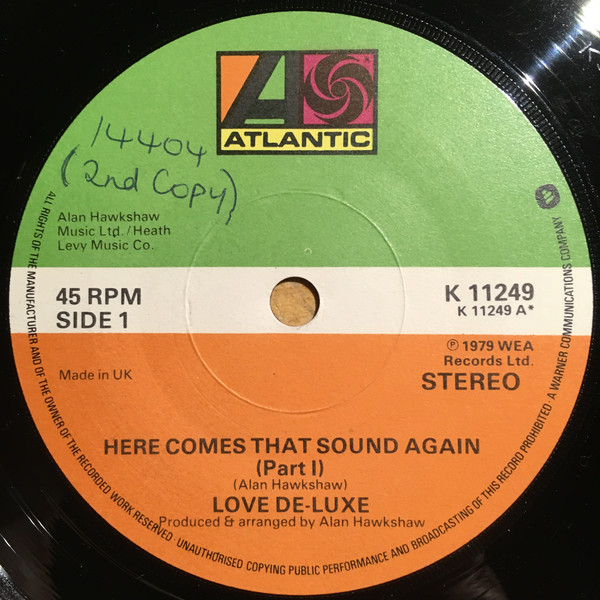 ATLANTIC
14404
(2nd Copy)
Alan Hawkshaw
Music Ltd./Heath
Levy Music Co.
45 RPM
SIDE 1
K 11249
K 11249 A*
℗ 1979 WEA
Records Ltd.
STEREO
Made in UK
HERE COMES THAT SOUND AGAIN
(Part I)
(Alan Hawkshaw)
LOVE DE-LUXE
Produced & arranged by Alan Hawkshaw
ALL RIGHTS OF THE MANUFACTURER AND OF THE OWNER OF THE RECORDED WORK RESERVED · UNAUTHORISED COPYING PUBLIC PERFORMANCE AND BROADCASTING OF THIS RECORD PROHIBITED · A WARNER COMMUNICATIONS COMPANY